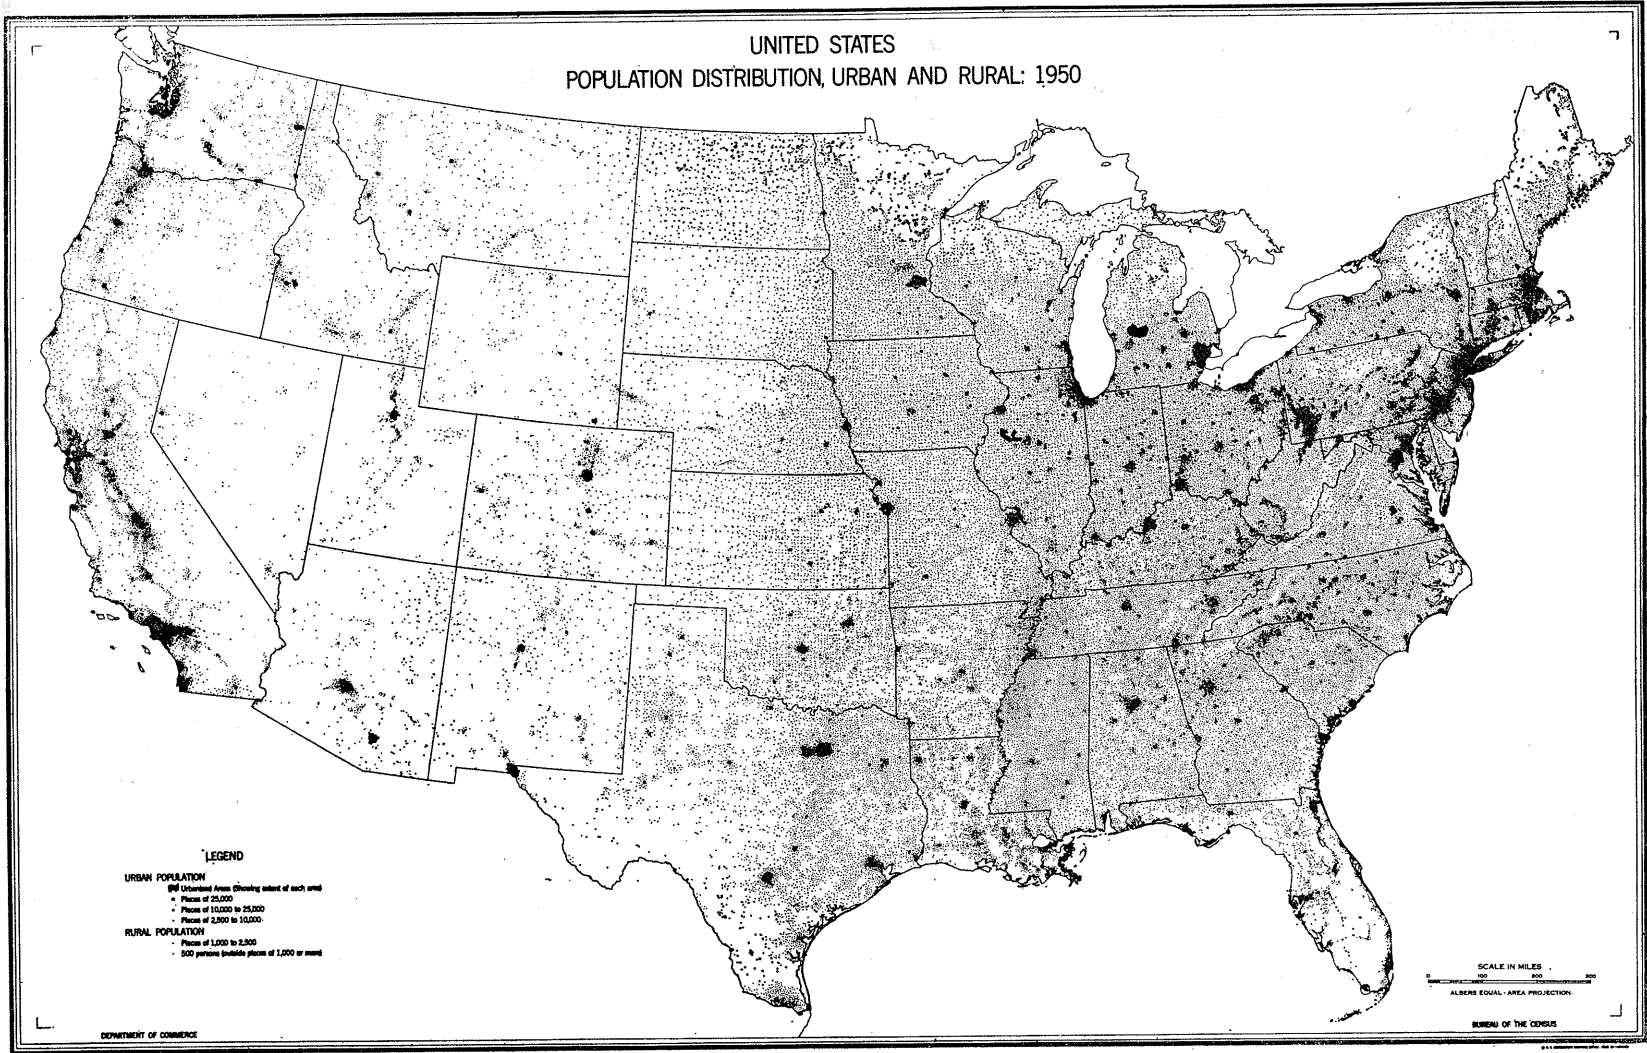 UNITED STATES
POPULATION DISTRIBUTION, URBAN AND RURAL: 1950
LEGEND
URBAN POPULATION
Urbanized Areas (Showing extent of each area)
Places of 25,000
Places of 10,000 to 25,000
Places of 2,500 to 10,000
RURAL POPULATION
Places of 1,000 to 2,500
500 persons (outside places of 1,000 or more)
SCALE IN MILES
0 100 200 300
ALBERS EQUAL-AREA PROJECTION
DEPARTMENT OF COMMERCE
BUREAU OF THE CENSUS